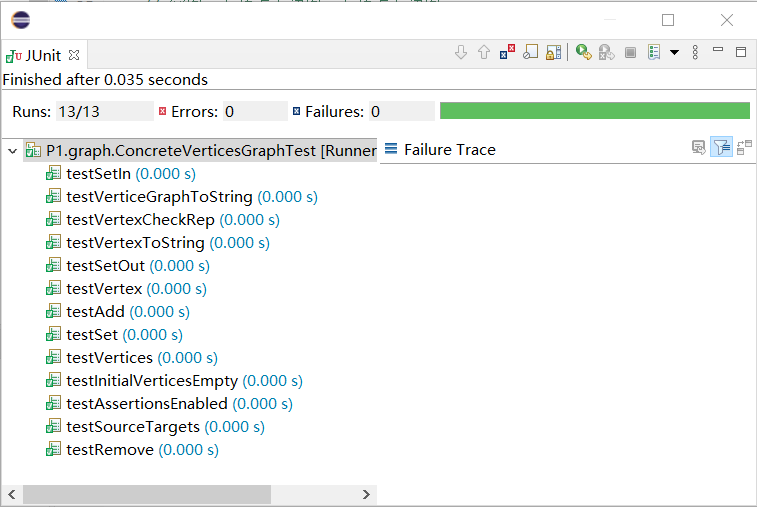 JUnit
Finished after 0.035 seconds
Runs: 13/13 Errors: 0 Failures: 0
P1.graph.ConcreteVerticesGraphTest [Runner
Failure Trace
testSetIn (0.000 s)
testVerticeGraphToString (0.000 s)
testVertexCheckRep (0.000 s)
testVertexToString (0.000 s)
testSetOut (0.000 s)
testVertex (0.000 s)
testAdd (0.000 s)
testSet (0.000 s)
testVertices (0.000 s)
testInitialVerticesEmpty (0.000 s)
testAssertionsEnabled (0.000 s)
testSourceTargets (0.000 s)
testRemove (0.000 s)